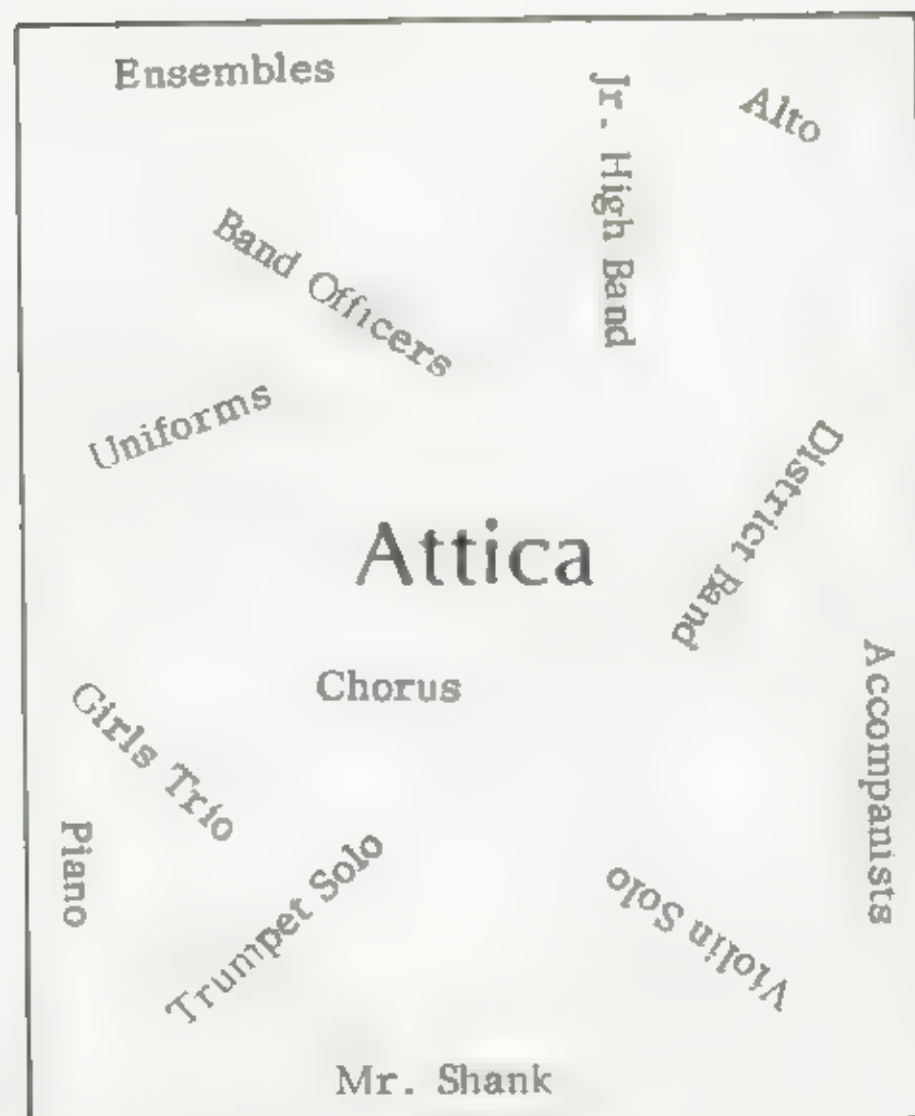 Ensembles
Jr. High Band
Alto
Band Officers
Uniforms
District Band
Attica
Accompanists
Chorus
Girls Trio
Piano
Trumpet Solo
Violin Solo
Mr. Shank